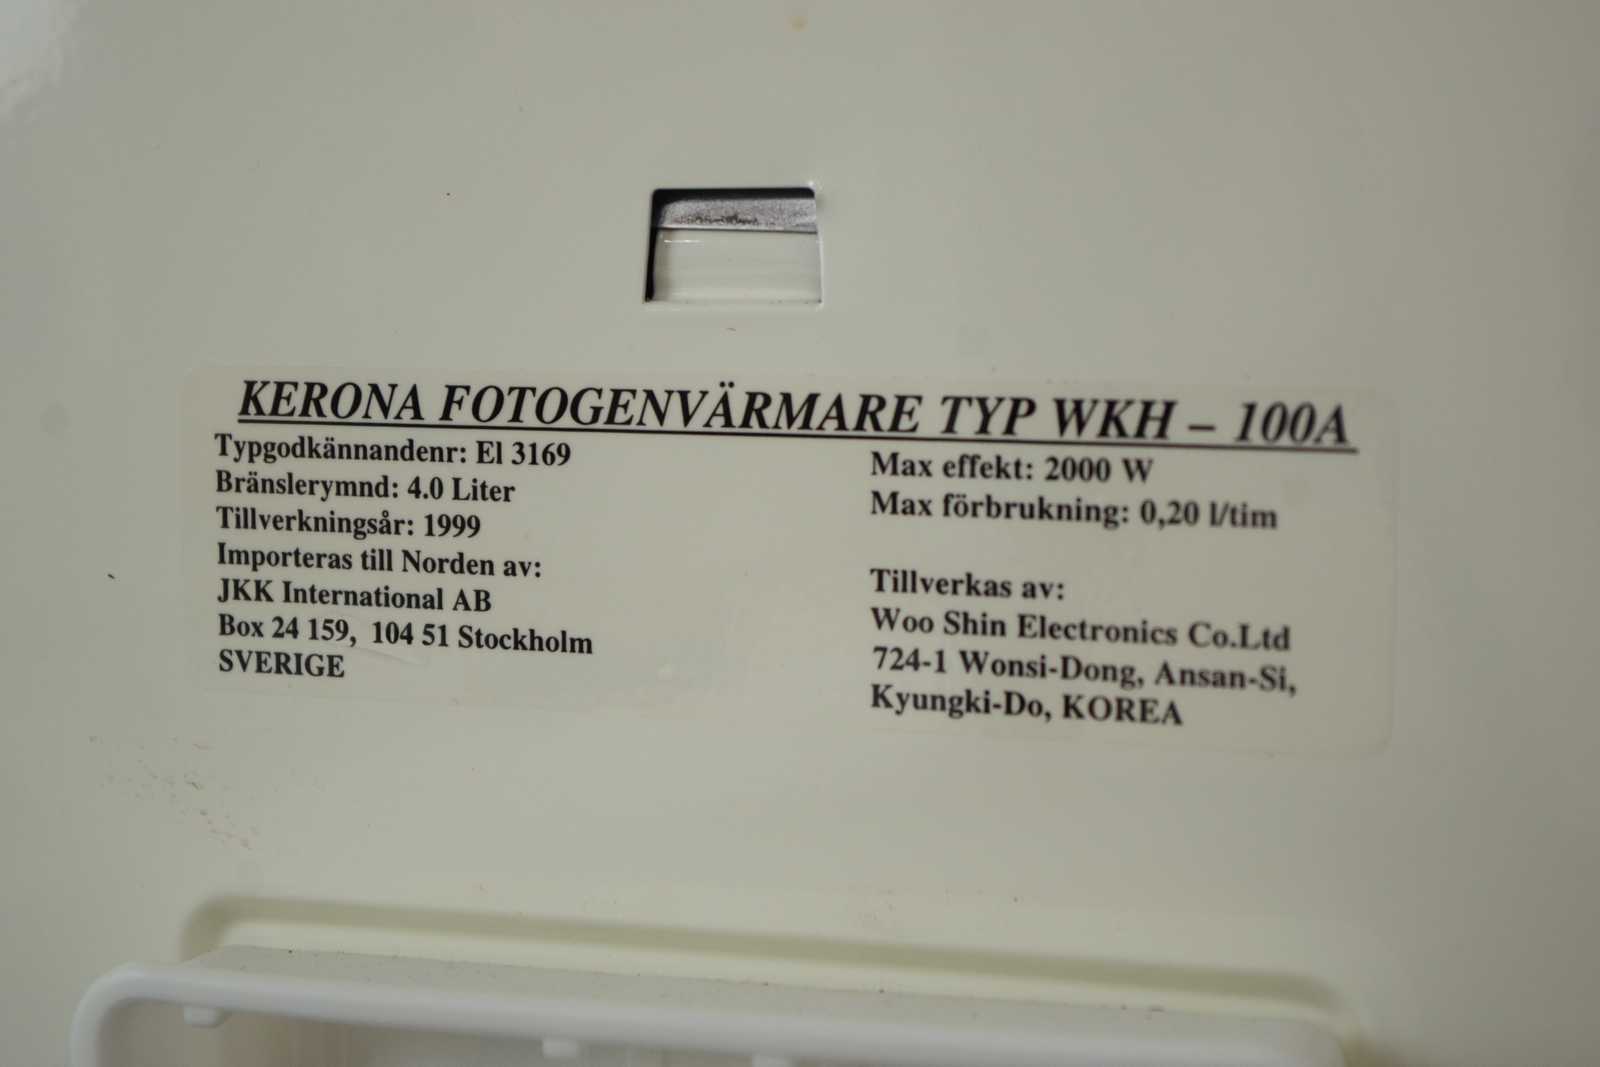 KERONA FOTOGENVÄRMARE TYP WKH – 100A
Typgodkännandenr: El 3169
Bränslerymnd: 4.0 Liter
Tillverkningsår: 1999
Importeras till Norden av:
JKK International AB
Box 24 159, 104 51 Stockholm
SVERIGE
Max effekt: 2000 W
Max förbrukning: 0,20 l/tim
Tillverkas av:
Woo Shin Electronics Co.Ltd
724-1 Wonsi-Dong, Ansan-Si,
Kyungki-Do, KOREA